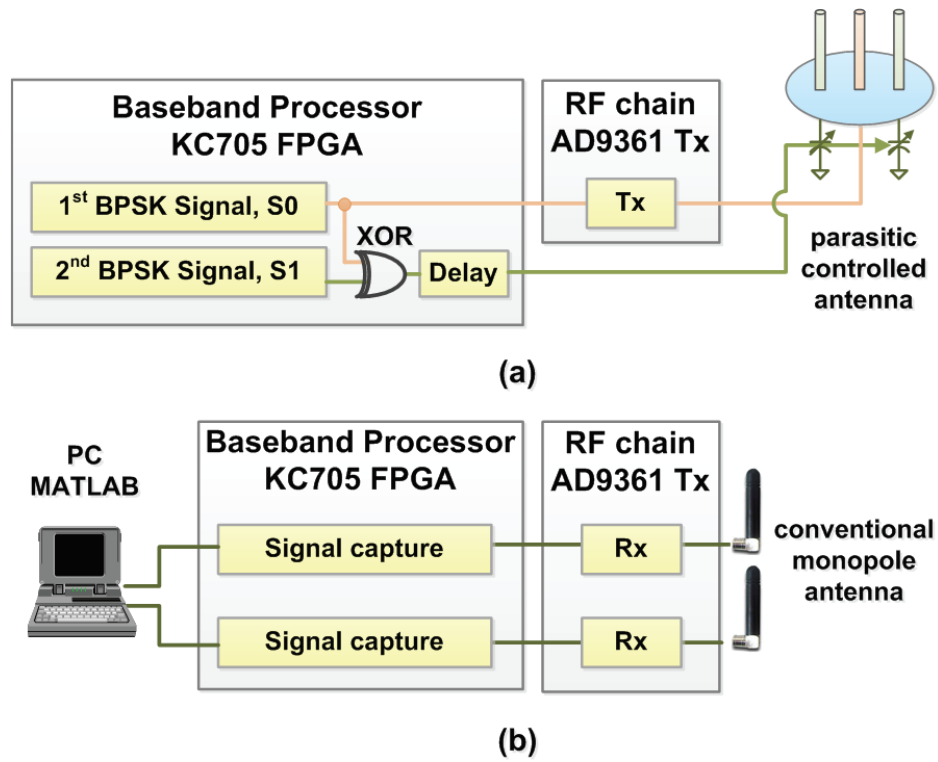 Baseband Processor
KC705 FPGA
RF chain
AD9361 Tx
1st BPSK Signal, S0
Tx
XOR
2nd BPSK Signal, S1
Delay
parasitic
controlled
antenna
(a)
PC
MATLAB
Baseband Processor
KC705 FPGA
RF chain
AD9361 Tx
Signal capture
Rx
conventional
monopole
antenna
Signal capture
Rx
(b)